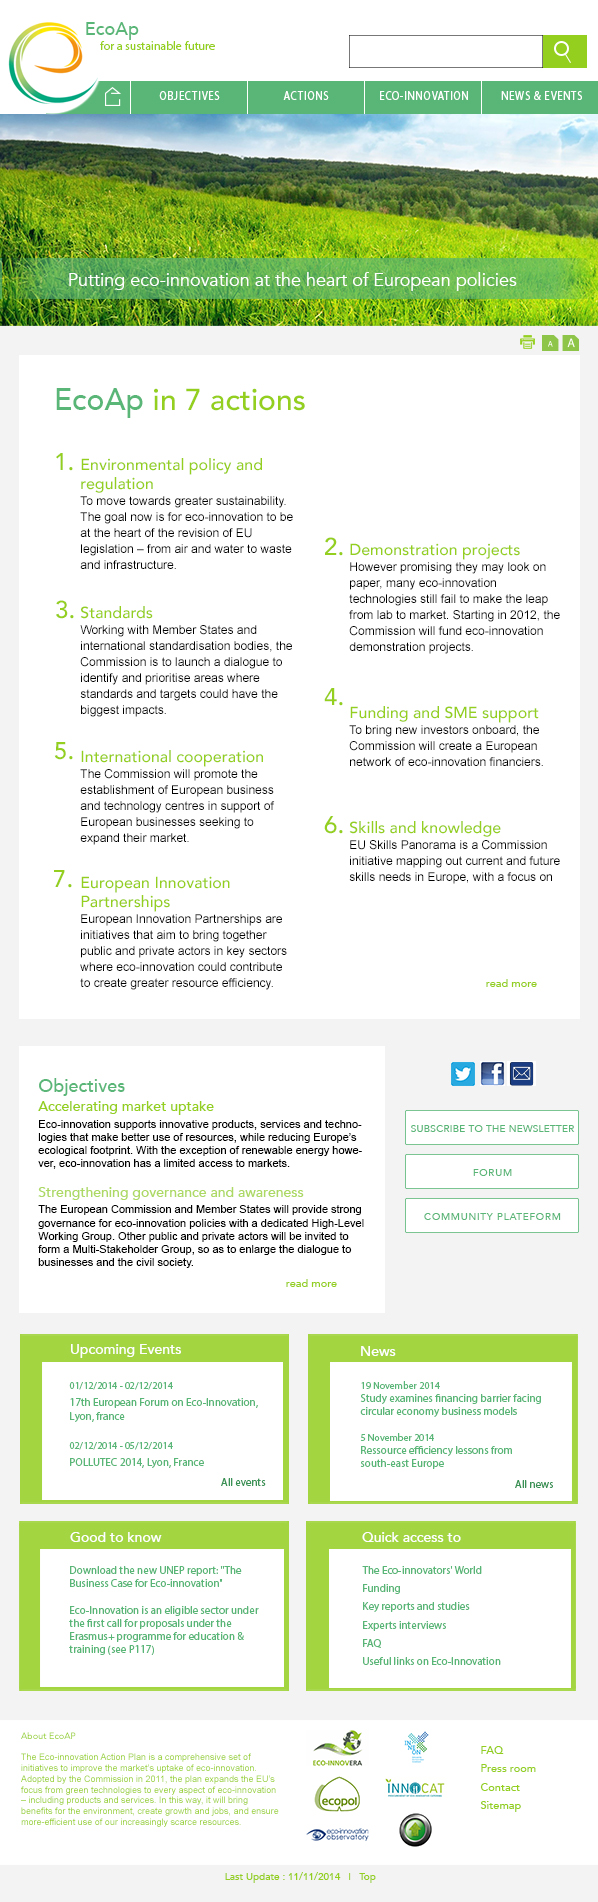 EcoAp
for a sustainable future
OBJECTIVES
ACTIONS
ECO-INNOVATION
NEWS & EVENTS
Putting eco-innovation at the heart of European policies
A
A
EcoAp in 7 actions
1. Environmental policy and
regulation
To move towards greater sustainability.
The goal now is for eco-innovation to be
at the heart of the revision of EU
legislation – from air and water to waste
and infrastructure.
2. Demonstration projects
However promising they may look on
paper, many eco-innovation
technologies still fail to make the leap
from lab to market. Starting in 2012, the
Commission will fund eco-innovation
demonstration projects.
3. Standards
Working with Member States and
international standardisation bodies, the
Commission is to launch a dialogue to
identify and prioritise areas where
standards and targets could have the
biggest impacts.
4. Funding and SME support
To bring new investors onboard, the
Commission will create a European
network of eco-innovation financiers.
5. International cooperation
The Commission will promote the
establishment of European business
and technology centres in support of
European businesses seeking to
expand their market.
6. Skills and knowledge
EU Skills Panorama is a Commission
initiative mapping out current and future
skills needs in Europe, with a focus on
7. European Innovation
Partnerships
European Innovation Partnerships are
initiatives that aim to bring together
public and private actors in key sectors
where eco-innovation could contribute
to create greater resource efficiency.
read more
Objectives
Accelerating market uptake
Eco-innovation supports innovative products, services and techno-
logies that make better use of resources, while reducing Europe's
ecological footprint. With the exception of renewable energy howe-
ver, eco-innovation has a limited access to markets.
Strengthening governance and awareness
The European Commission and Member States will provide strong
governance for eco-innovation policies with a dedicated High-Level
Working Group. Other public and private actors will be invited to
form a Multi-Stakeholder Group, so as to enlarge the dialogue to
businesses and the civil society.
read more
SUBSCRIBE TO THE NEWSLETTER
FORUM
COMMUNITY PLATEFORM
Upcoming Events
01/12/2014 - 02/12/2014
17th European Forum on Eco-Innovation,
Lyon, france
02/12/2014 - 05/12/2014
POLLUTEC 2014, Lyon, France
All events
News
19 November 2014
Study examines financing barrier facing
circular economy business models
5 November 2014
Ressource efficiency lessons from
south-east Europe
All news
Good to know
Download the new UNEP report: "The
Business Case for Eco-innovation"
Eco-Innovation is an eligible sector under
the first call for proposals under the
Erasmus+ programme for education &
training (see P117)
Quick access to
The Eco-innovators' World
Funding
Key reports and studies
Experts interviews
FAQ
Useful links on Eco-Innovation
About EcoAP
The Eco-innovation Action Plan is a comprehensive set of
initiatives to improve the market's uptake of eco-innovation.
Adopted by the Commission in 2011, the plan expands the EU's
focus from green technologies to every aspect of eco-innovation
– including products and services. In this way, it will bring
benefits for the environment, create growth and jobs, and ensure
more-efficient use of our increasingly scarce resources.
ECO-INNOVERA
ecopol
INNOCAT
eco-innovation
observatory
FAQ
Press room
Contact
Sitemap
Last Update : 11/11/2014 | Top